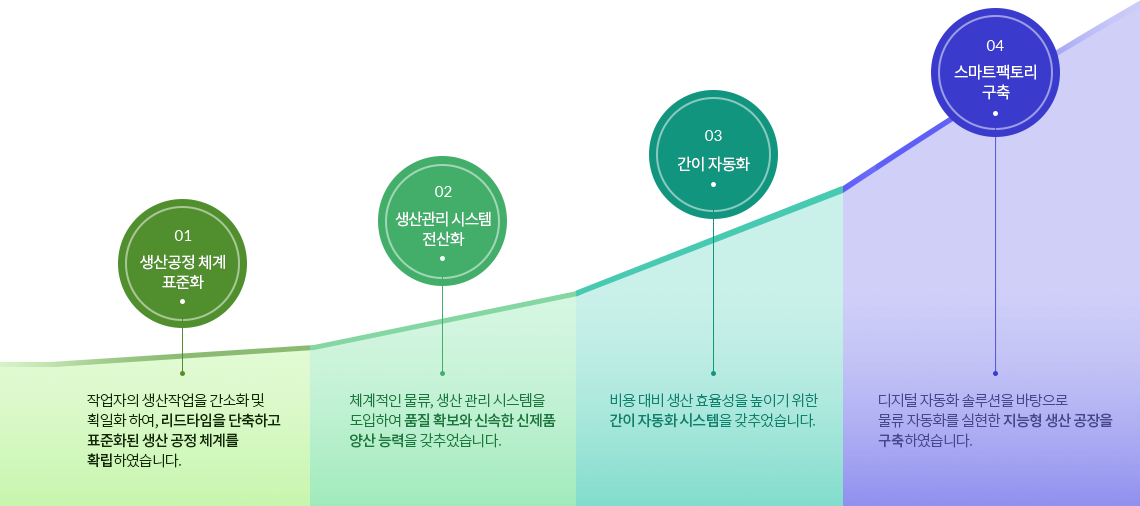 01
생산공정 체계
표준화
작업자의 생산작업을 간소화 및
획일화 하여, 리드타임을 단축하고
표준화된 생산 공정 체계를
확립하였습니다.
02
생산관리 시스템
전산화
체계적인 물류, 생산 관리 시스템을
도입하여 품질 확보와 신속한 신제품
양산 능력을 갖추었습니다.
03
간이 자동화
비용 대비 생산 효율성을 높이기 위한
간이 자동화 시스템을 갖추었습니다.
04
스마트팩토리
구축
디지털 자동화 솔루션을 바탕으로
물류 자동화를 실현한 지능형 생산 공장을
구축하였습니다.